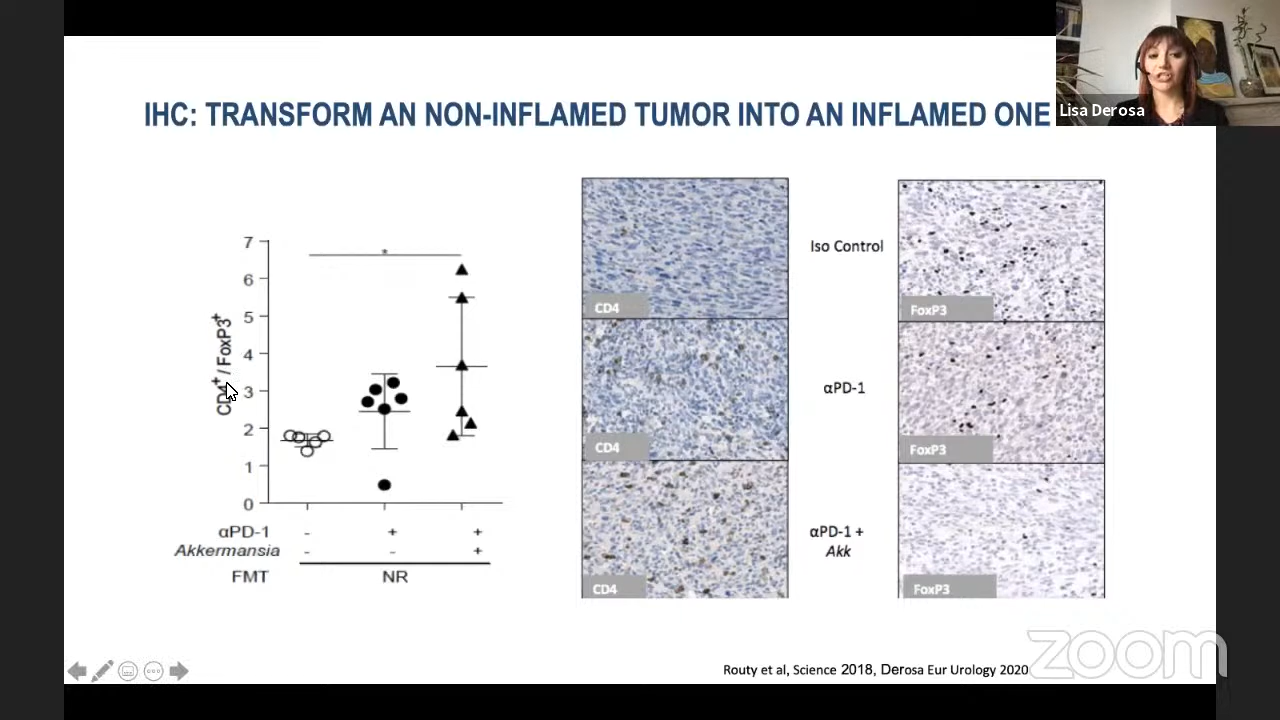 IHC: TRANSFORM AN NON-INFLAMED TUMOR INTO AN INFLAMED ONE
Lisa Derosa
7
6
5
4
3
2
1
0
*
CD4+ / FoxP3+
αPD-1 - + +
Akkermansia - - +
FMT NR
CD4
Iso Control
FoxP3
CD4
αPD-1
FoxP3
αPD-1 +
Akk
CD4
FoxP3
Routy et al, Science 2018, Derosa Eur Urology 2020
zoom